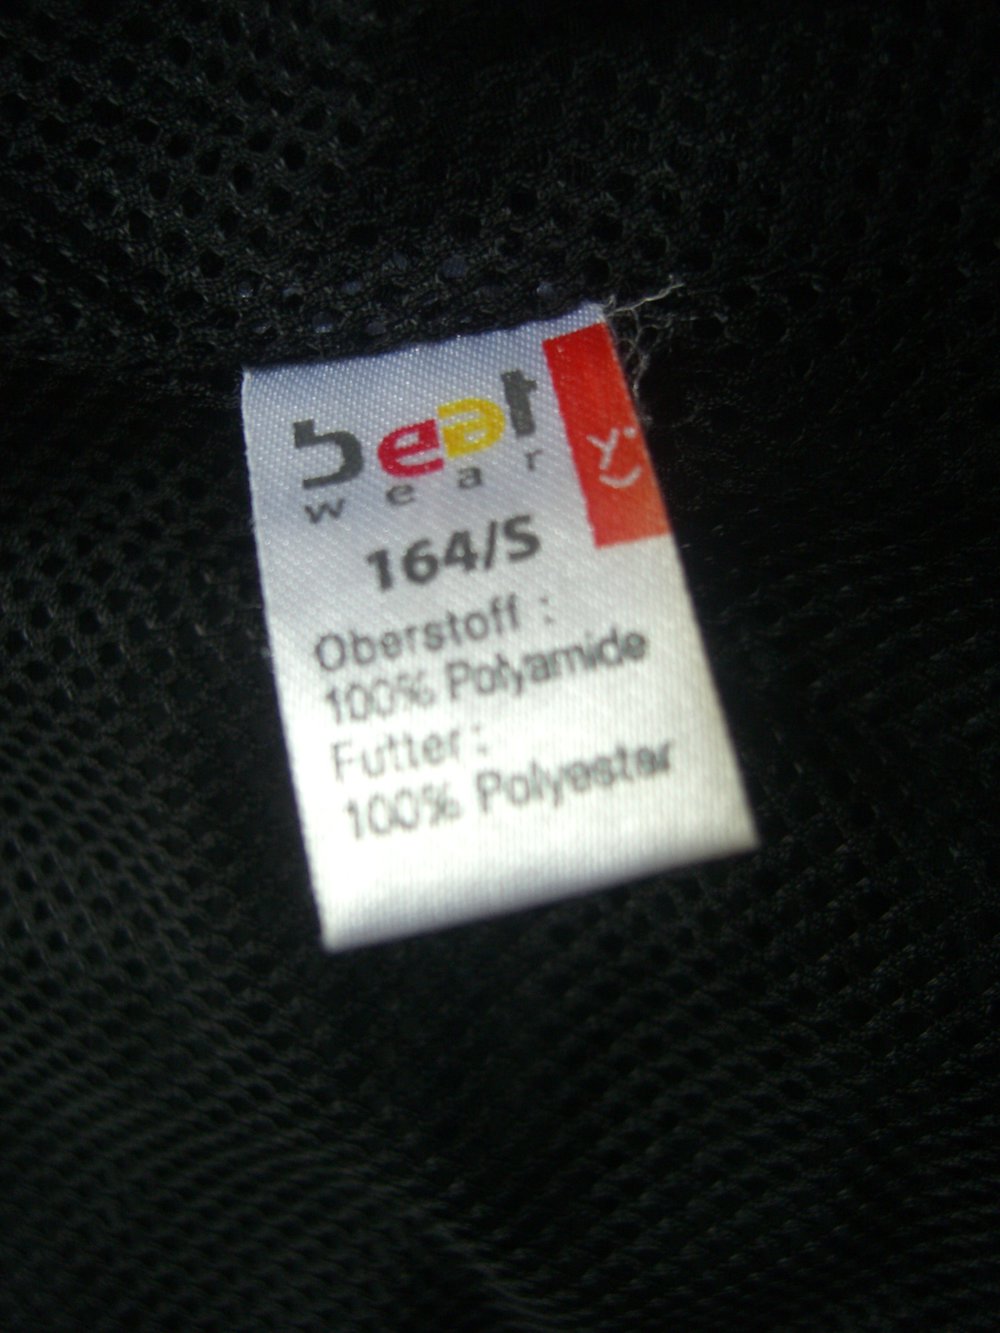 beat
wear
164/S
Oberstoff :
100% Polyamide
Futter :
100% Polyester